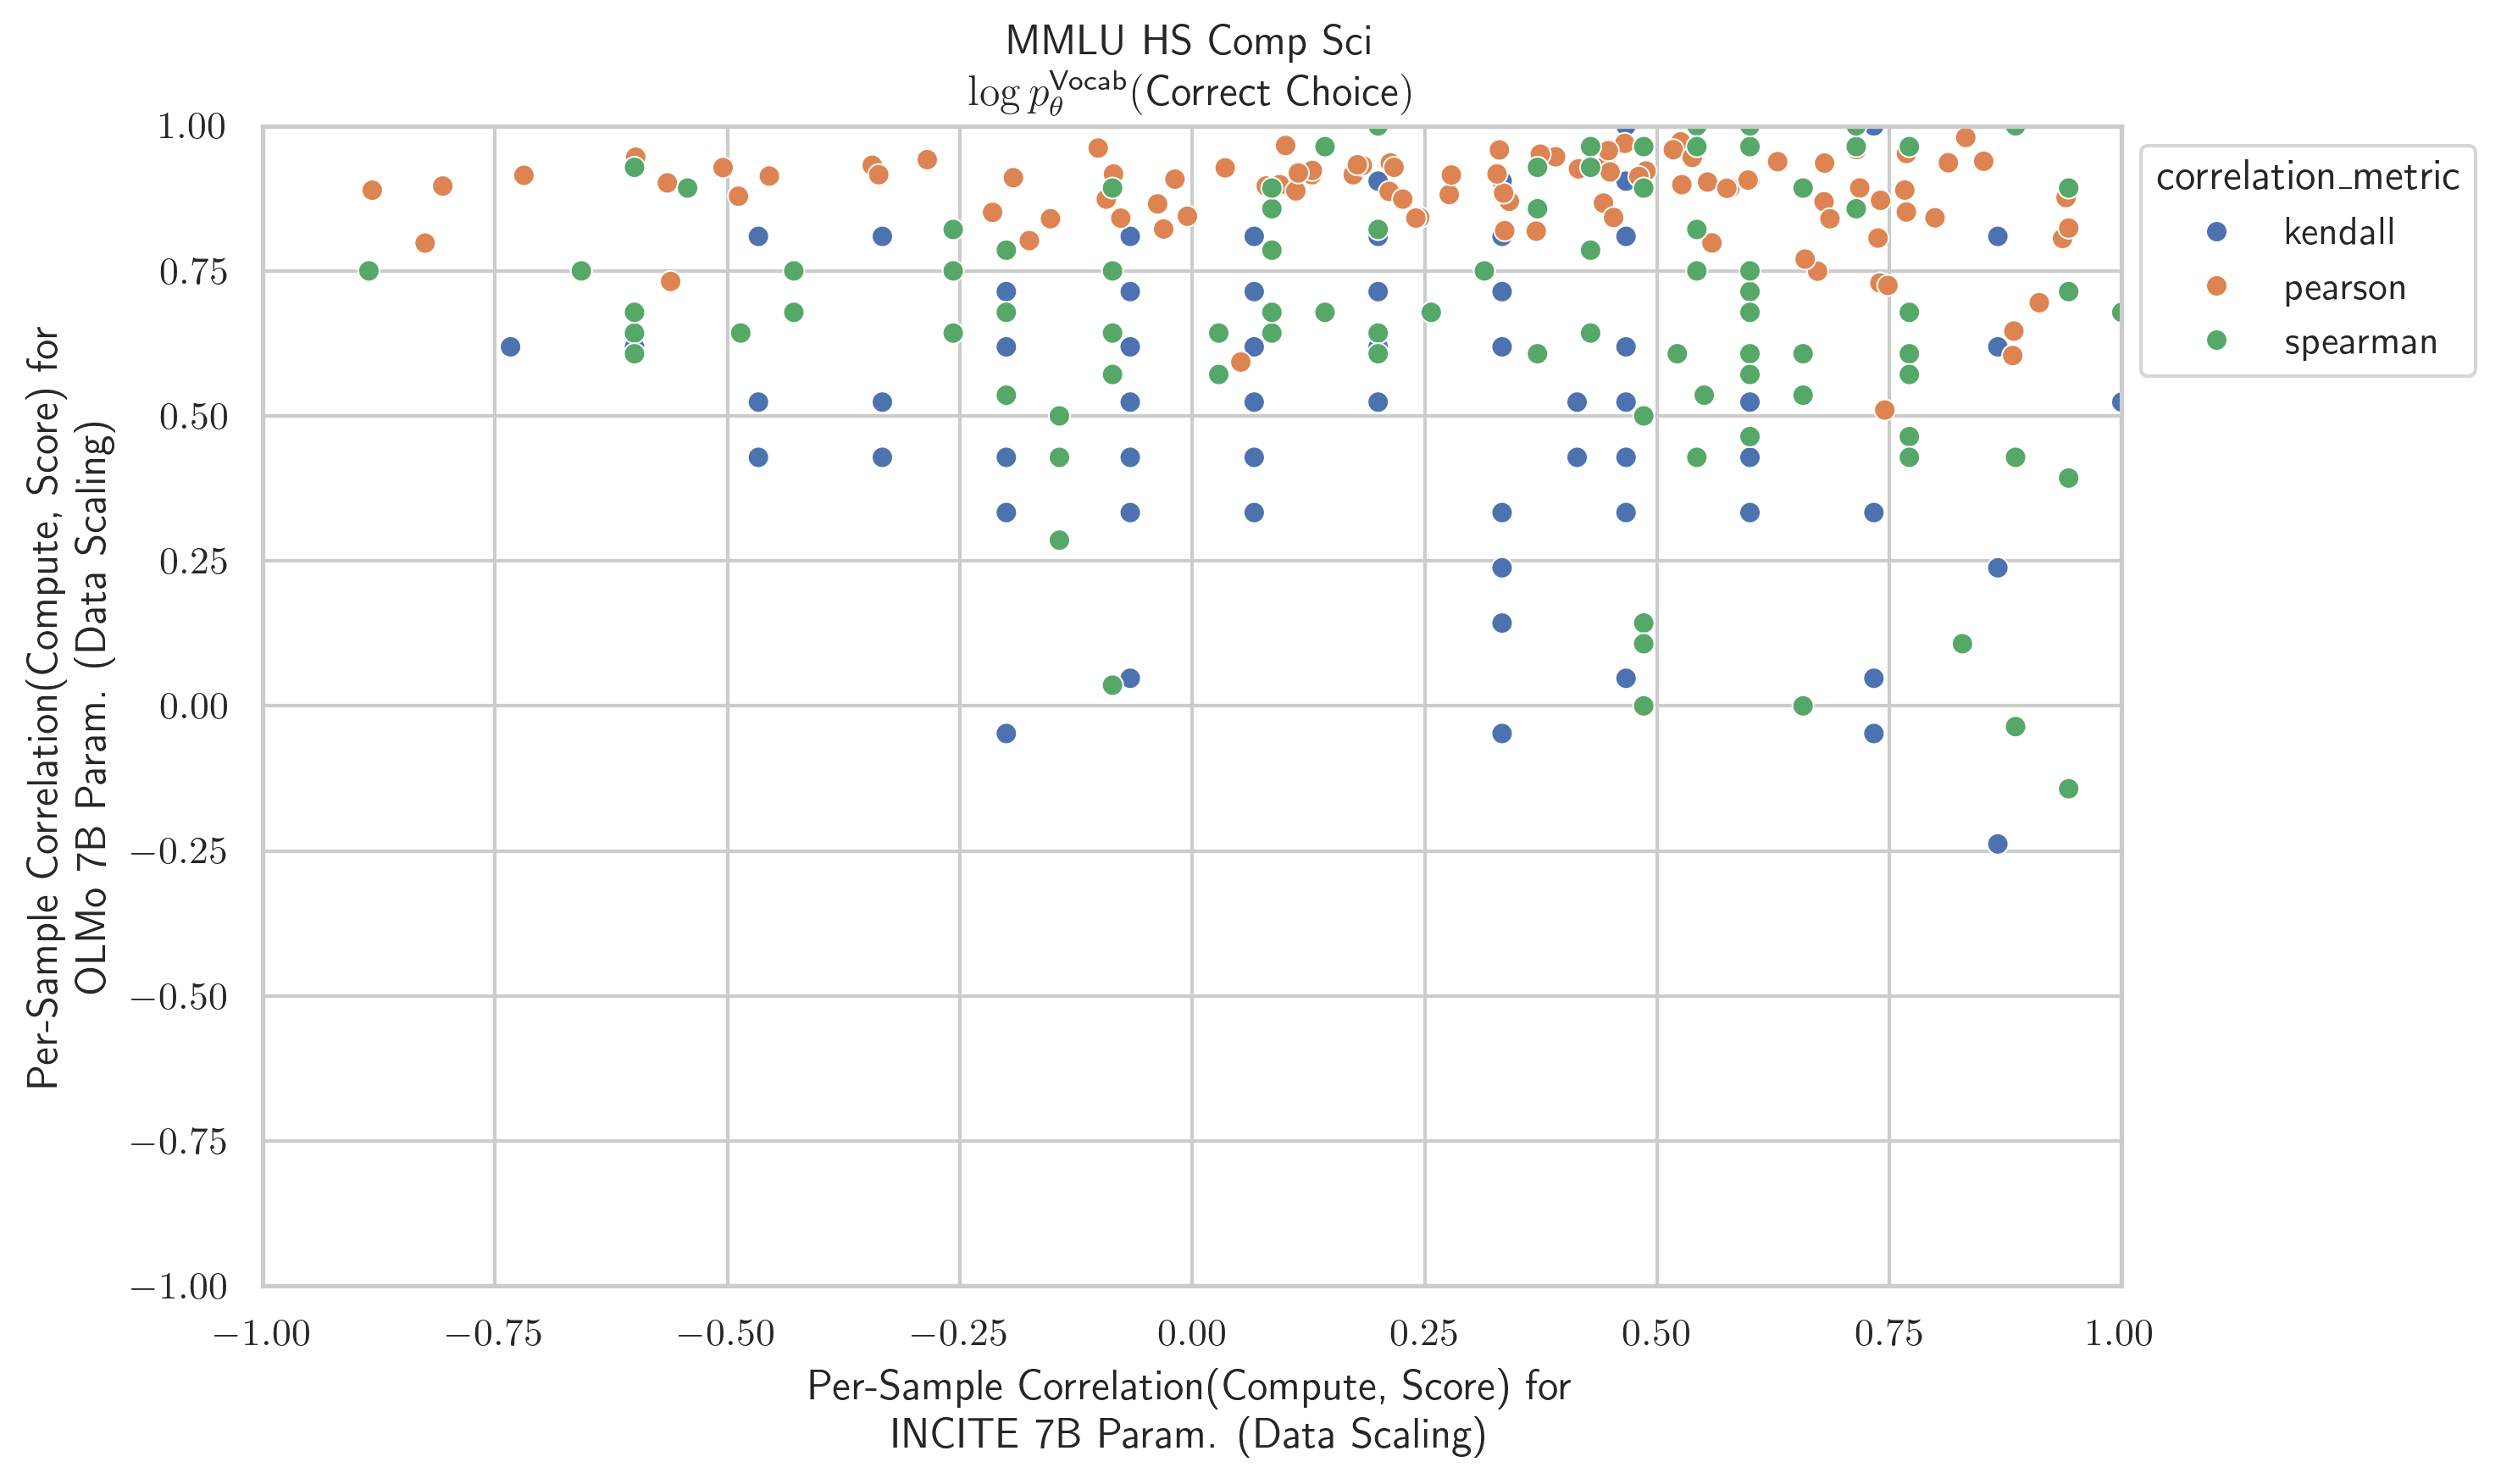 MMLU HS Comp Sci
log p_θ^Vocab(Correct Choice)
1.00
0.75
0.50
0.25
0.00
−0.25
−0.50
−0.75
−1.00
Per-Sample Correlation(Compute, Score) for
OLMo 7B Param. (Data Scaling)
−1.00
−0.75
−0.50
−0.25
0.00
0.25
0.50
0.75
1.00
Per-Sample Correlation(Compute, Score) for
INCITE 7B Param. (Data Scaling)
correlation_metric
kendall
pearson
spearman